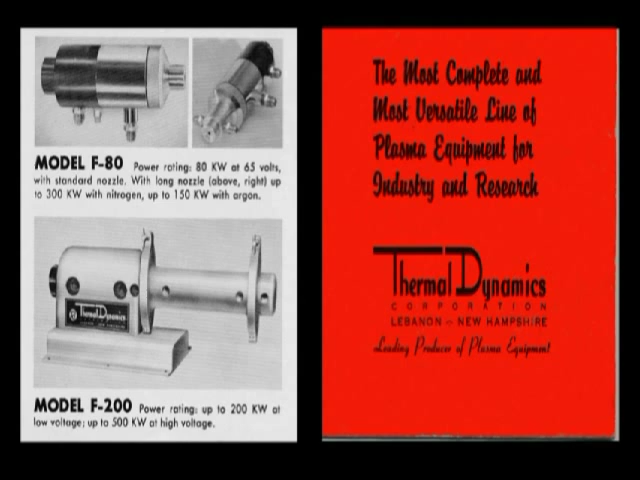 MODEL F-80 Power rating: 80 KW at 65 volts,
with standard nozzle. With long nozzle (above, right) up
to 300 KW with nitrogen, up to 150 KW with argon.
Thermal Dynamics
MODEL F-200 Power rating: up to 200 KW at
low voltage; up to 500 KW at high voltage.
The Most Complete and
Most Versatile Line of
Plasma Equipment for
Industry and Research
Thermal Dynamics
CORPORATION
LEBANON - NEW HAMPSHIRE
Leading Producer of Plasma Equipment